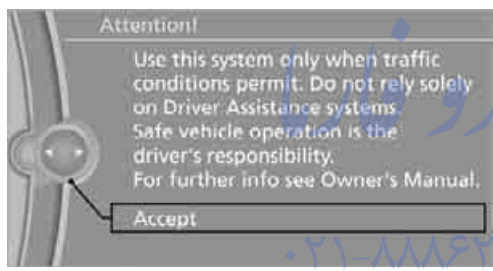 Attention!
Use this system only when traffic
conditions permit. Do not rely solely
on Driver Assistance systems
Safe vehicle operation is the
driver's responsibility.
For further info see Owner's Manual.
Accept